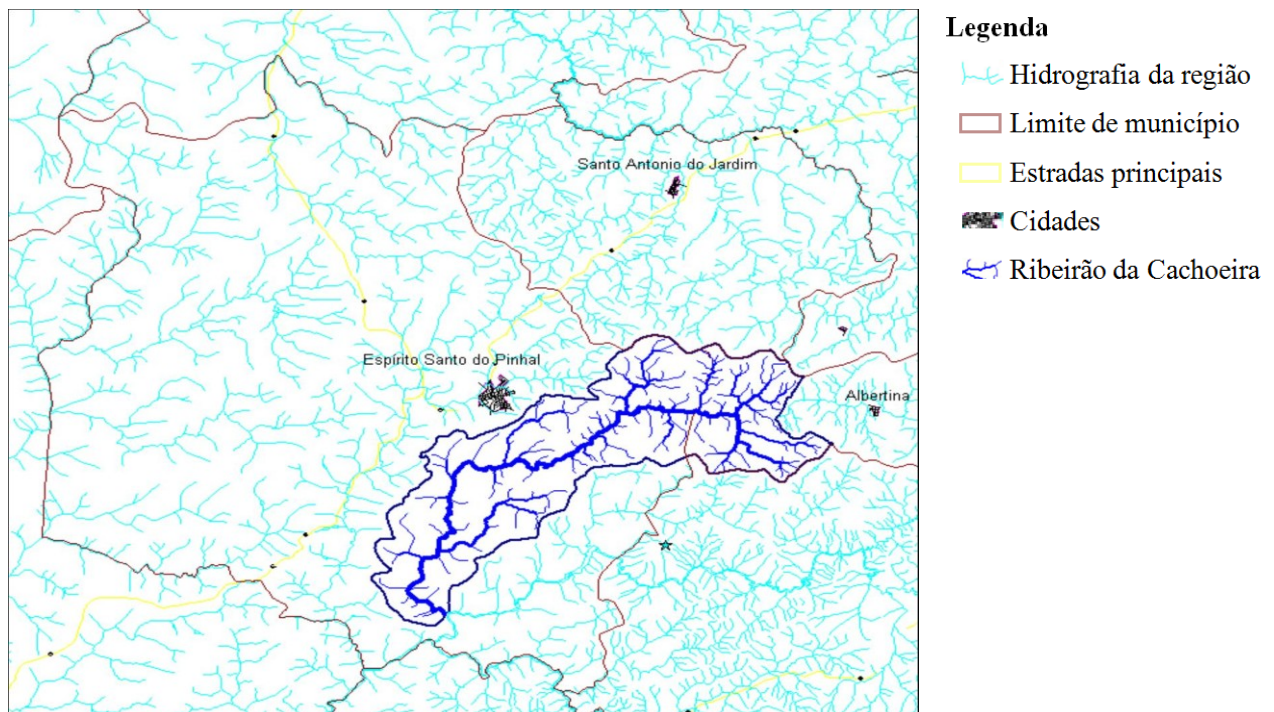 Legenda
Hidrografia da região
Limite de município
Estradas principais
Cidades
Ribeirão da Cachoeira
Santo Antonio do Jardim
Espírito Santo do Pinhal
Albertina